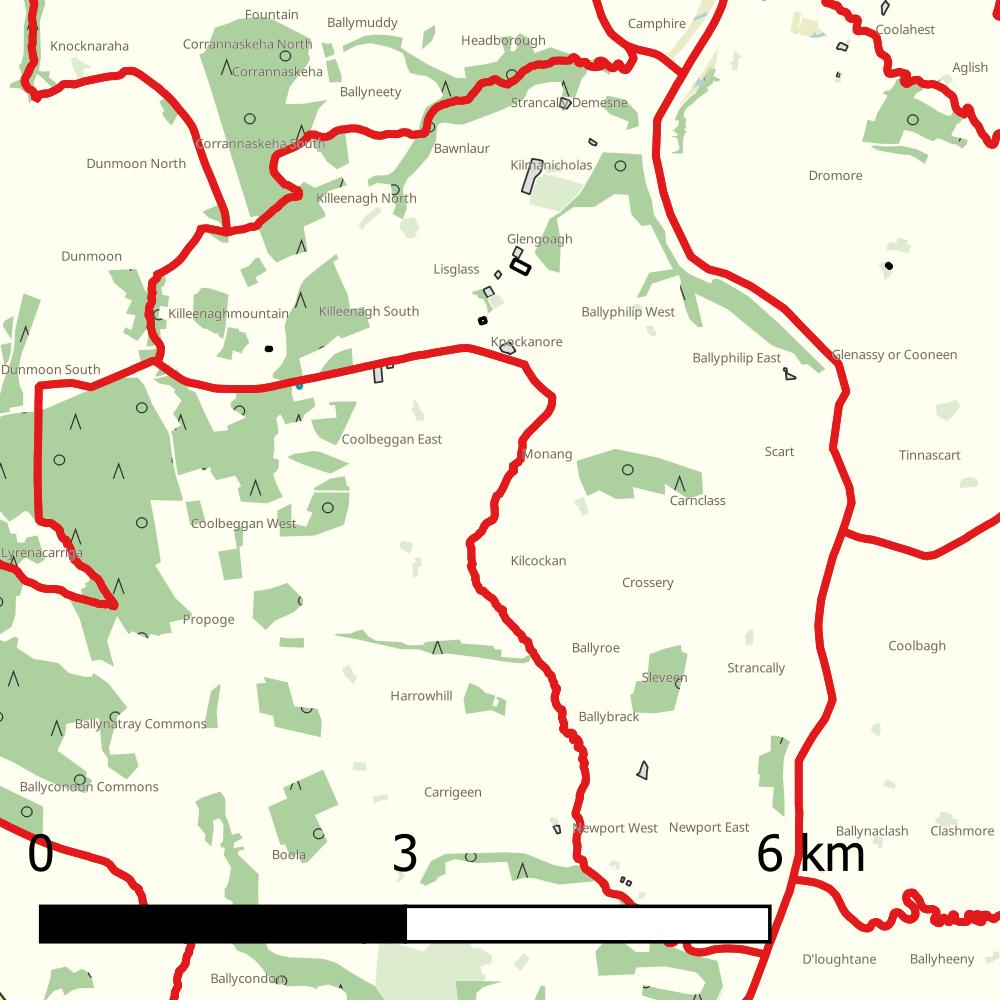 Fountain
Ballymuddy
Camphire
Coolahest
Knocknaraha
Corrannaskeha North
Headborough
Corrannaskeha
Aglish
Ballyneety
Strancally Demesne
Corrannaskeha South
Bawnlaur
Dunmoon North
Kilmanicholas
Dromore
Killeenagh North
Glengoagh
Dunmoon
Lisglass
Killeenaghmountain
Killeenagh South
Ballyphilip West
Knockanore
Ballyphilip East
Glenassy or Cooneen
Dunmoon South
Coolbeggan East
Monang
Scart
Tinnascart
Carnclass
Coolbeggan West
Lyrenacarriga
Kilcockan
Crossery
Propoge
Ballyroe
Coolbagh
Strancally
Sleveen
Harrowhill
Ballybrack
Ballynatray Commons
Ballycondon Commons
Carrigeen
Newport West
Newport East
Ballynaclash
Clashmore
Boola
0 3 6 km
D'loughtane
Ballyheeny
Ballycondon